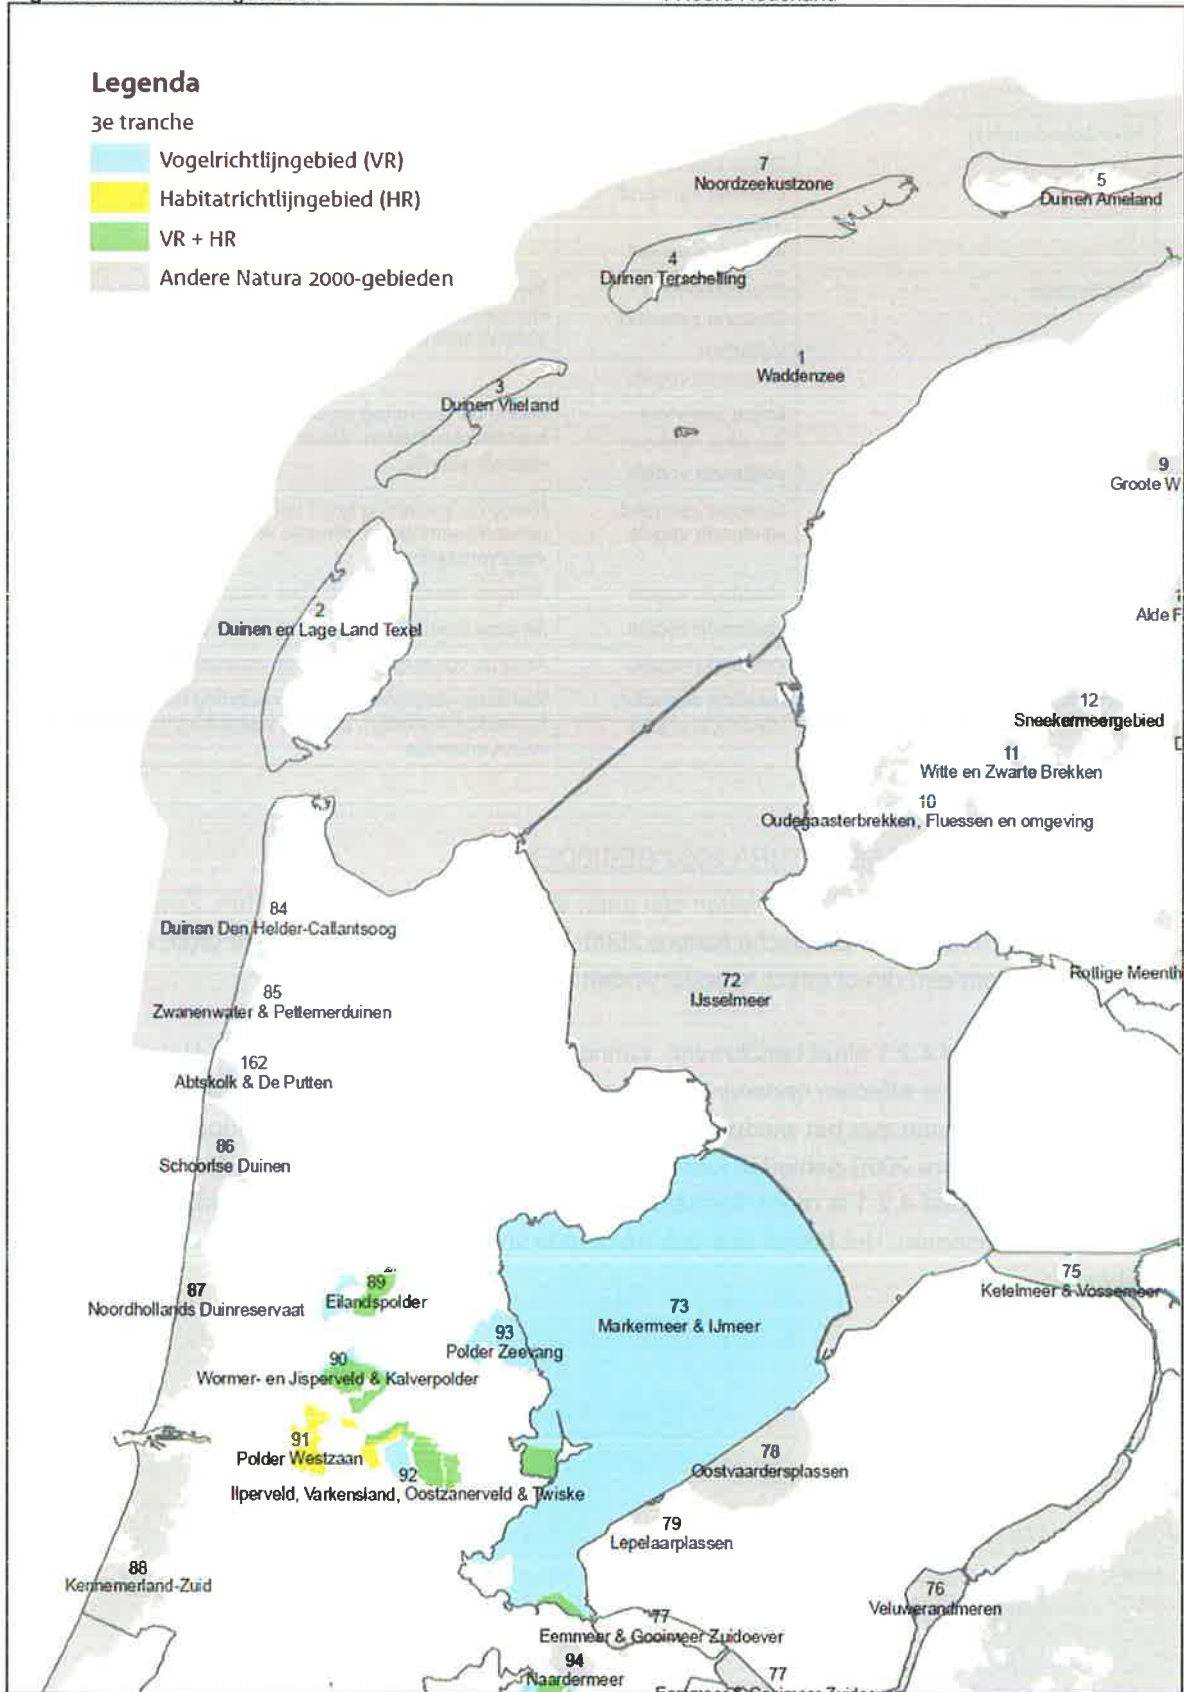 Legenda
3e tranche
Vogelrichtlijngebied (VR)
Habitatrichtlijngebied (HR)
VR + HR
Andere Natura 2000-gebieden
7
Noordzeekustzone
5
Duinen Ameland
4
Duinen Terschelling
1
Waddenzee
3
Duinen Vlieland
9
Groote W
2
Duinen en Lage Land Texel
Alde F
12
Sneekermeergebied
11
Witte en Zwarte Brekken
10
Oudegaasterbrekken, Fluessen en omgeving
84
Duinen Den Helder-Callantsoog
72
IJsselmeer
Rottige Meenth
85
Zwanenwater & Pettemerduinen
162
Abtskolk & De Putten
86
Schoorlse Duinen
87
Noordhollands Duinreservaat
89
Eilandspolder
73
Markermeer & IJmeer
75
Ketelmeer & Vossemeer
93
Polder Zeevang
90
Wormer- en Jisperveld & Kalverpolder
91
Polder Westzaan
92
Ilperveld, Varkensland, Oostzanerveld & Twiske
78
Oostvaardersplassen
79
Lepelaarplassen
88
Kennemerland-Zuid
76
Veluwerandmeren
77
Eemmeer & Gooimeer Zuidoever
94
Naardermeer
77